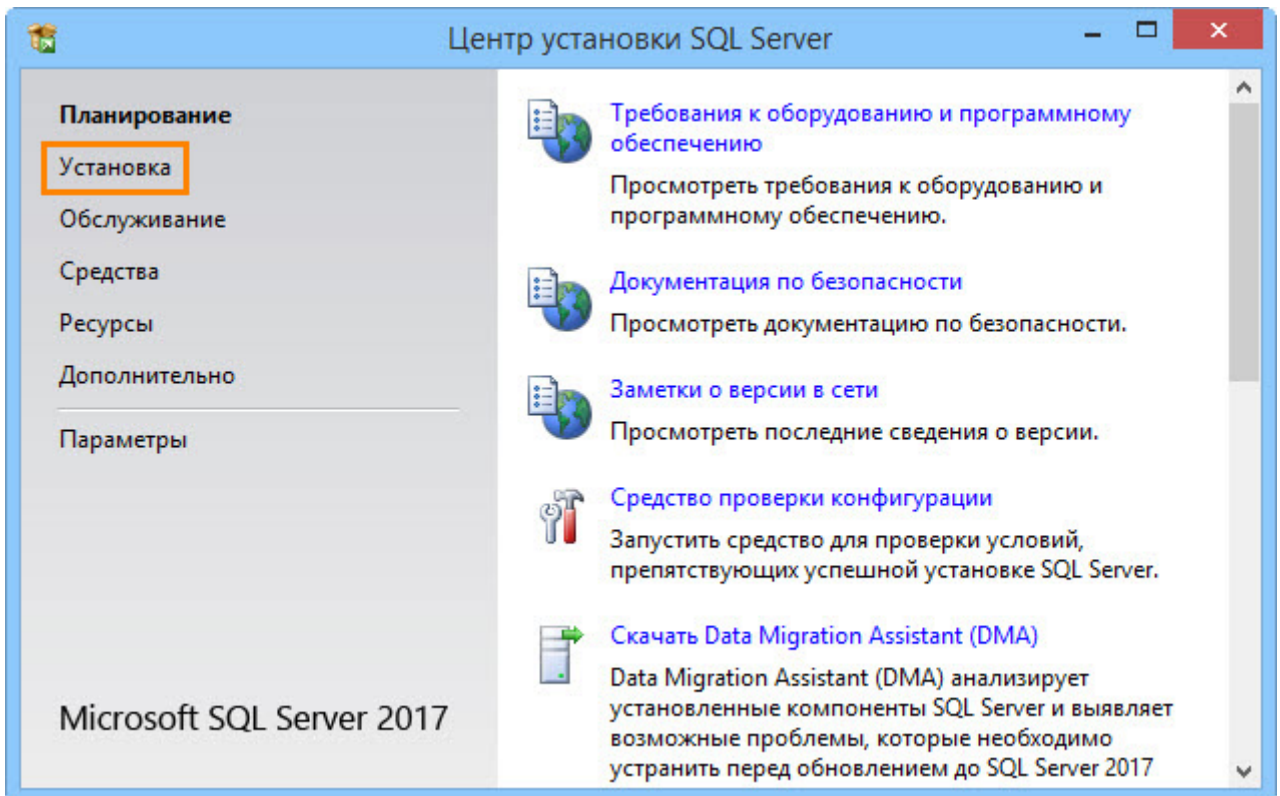 Центр установки SQL Server
Планирование
Установка
Обслуживание
Средства
Ресурсы
Дополнительно
Параметры
Microsoft SQL Server 2017
Требования к оборудованию и программному
обеспечению
Просмотреть требования к оборудованию и
программному обеспечению.
Документация по безопасности
Просмотреть документацию по безопасности.
Заметки о версии в сети
Просмотреть последние сведения о версии.
Средство проверки конфигурации
Запустить средство для проверки условий,
препятствующих успешной установке SQL Server.
Скачать Data Migration Assistant (DMA)
Data Migration Assistant (DMA) анализирует
установленные компоненты SQL Server и выявляет
возможные проблемы, которые необходимо
устранить перед обновлением до SQL Server 2017